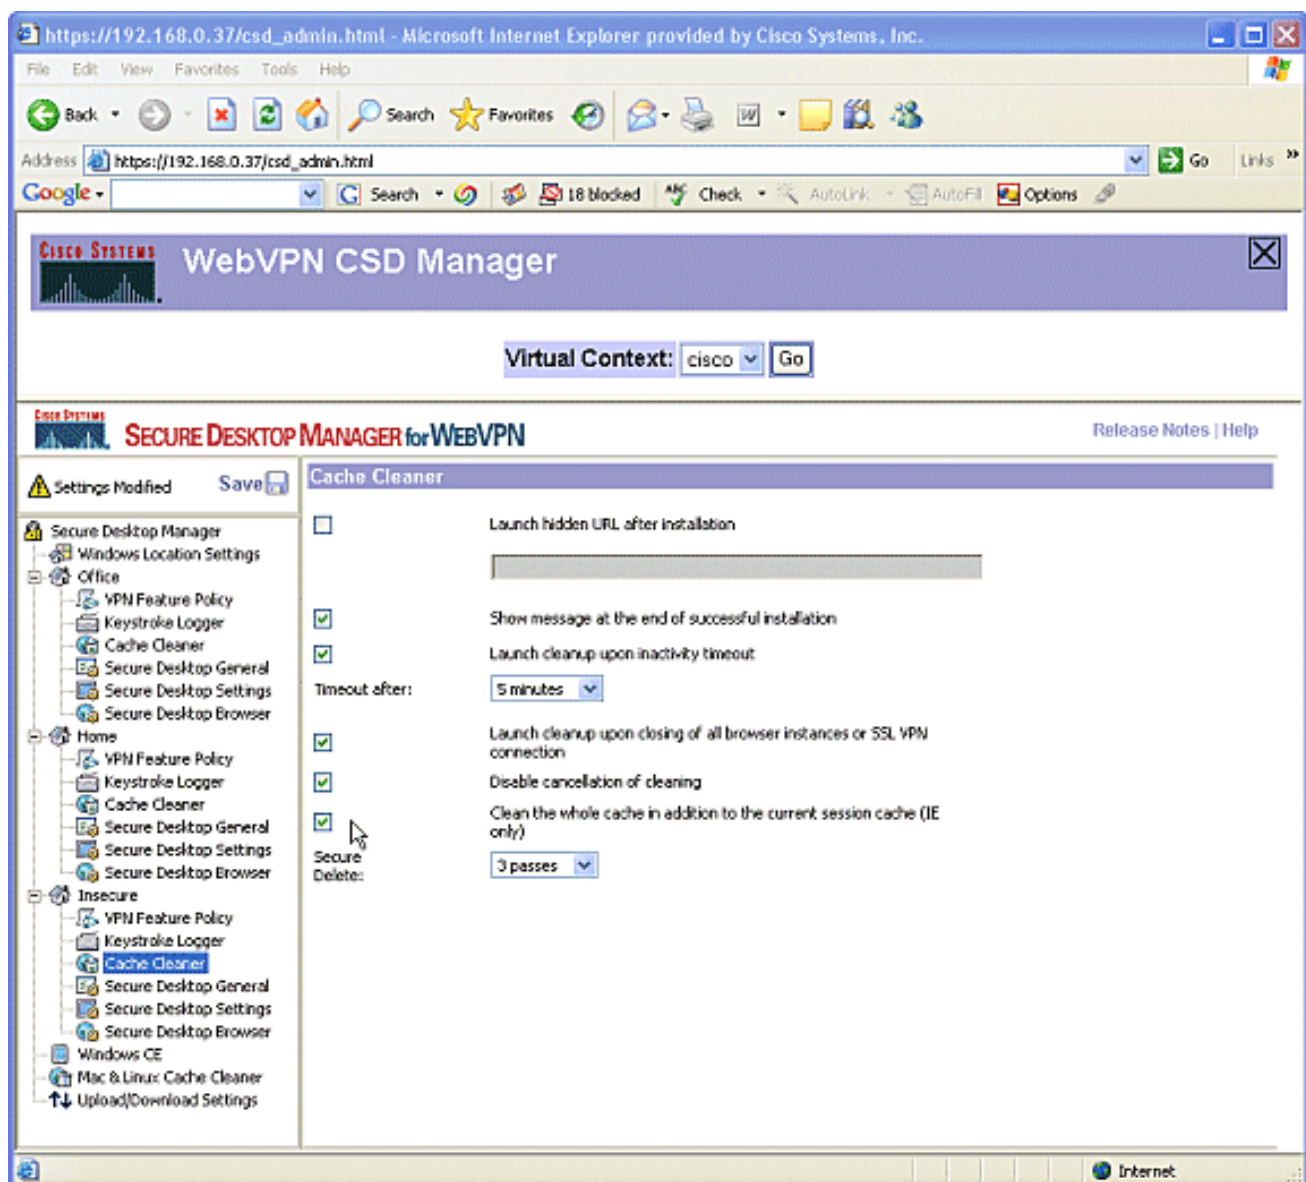 https://192.168.0.37/csd_admin.html - Microsoft Internet Explorer provided by Cisco Systems, Inc.
File Edit View Favorites Tools Help
Back Search Favorites
Address https://192.168.0.37/csd_admin.html Go Links
Google Search 18 blocked Check AutoLink AutoFill Options
CISCO SYSTEMS WebVPN CSD Manager
Virtual Context: cisco Go
CISCO SYSTEMS SECURE DESKTOP MANAGER for WEBVPN Release Notes | Help
Settings Modified Save
Secure Desktop Manager
Windows Location Settings
Office
VPN Feature Policy
Keystroke Logger
Cache Cleaner
Secure Desktop General
Secure Desktop Settings
Secure Desktop Browser
Home
VPN Feature Policy
Keystroke Logger
Cache Cleaner
Secure Desktop General
Secure Desktop Settings
Secure Desktop Browser
Insecure
VPN Feature Policy
Keystroke Logger
Cache Cleaner
Secure Desktop General
Secure Desktop Settings
Secure Desktop Browser
Windows CE
Mac & Linux Cache Cleaner
Upload/Download Settings
Cache Cleaner
Launch hidden URL after installation
Show message at the end of successful installation
Launch cleanup upon inactivity timeout
Timeout after: 5 minutes
Launch cleanup upon closing of all browser instances or SSL VPN
connection
Disable cancellation of cleaning
Clean the whole cache in addition to the current session cache (IE
only)
Secure
Delete: 3 passes
Internet